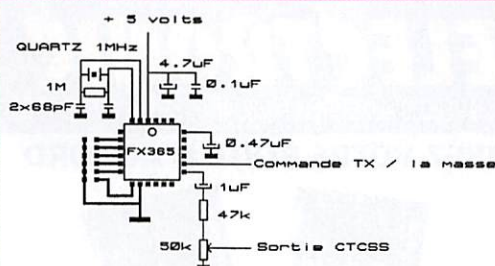 + 5 volts
QUARTZ 1MHz
4.7uF
1M
0.1uF
2x68pF
FX365
0.47uF
Commande TX / la masse
1uF
47k
50k
Sortie CTCSS